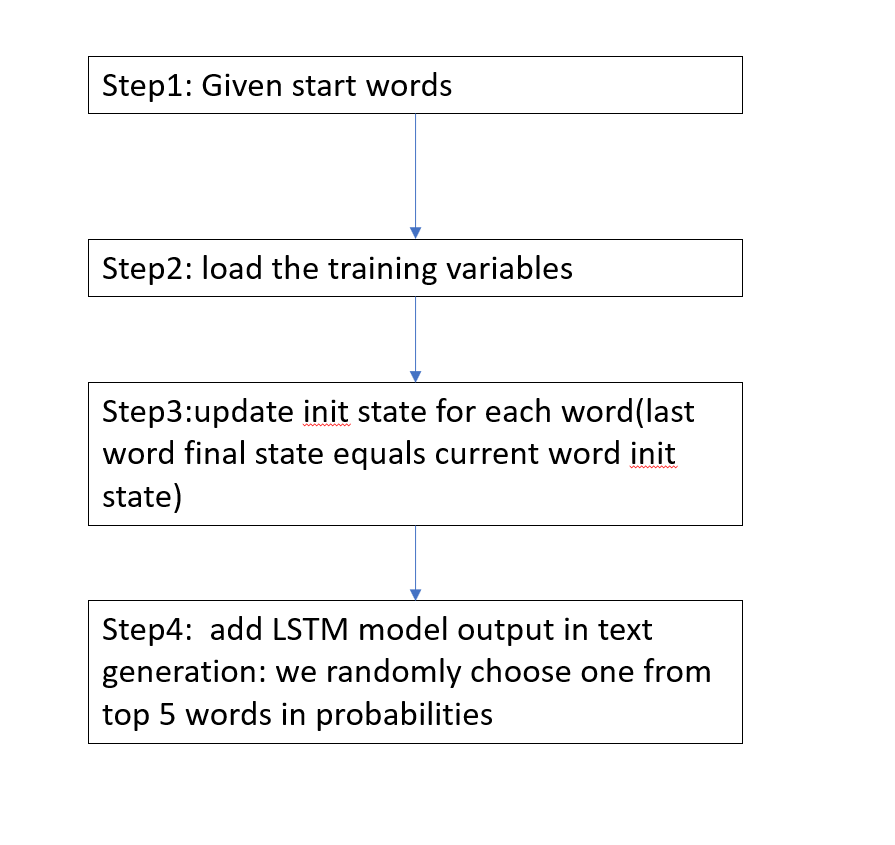 Step1: Given start words
Step2: load the training variables
Step3:update init state for each word(last
word final state equals current word init
state)
Step4:  add LSTM model output in text
generation: we randomly choose one from
top 5 words in probabilities